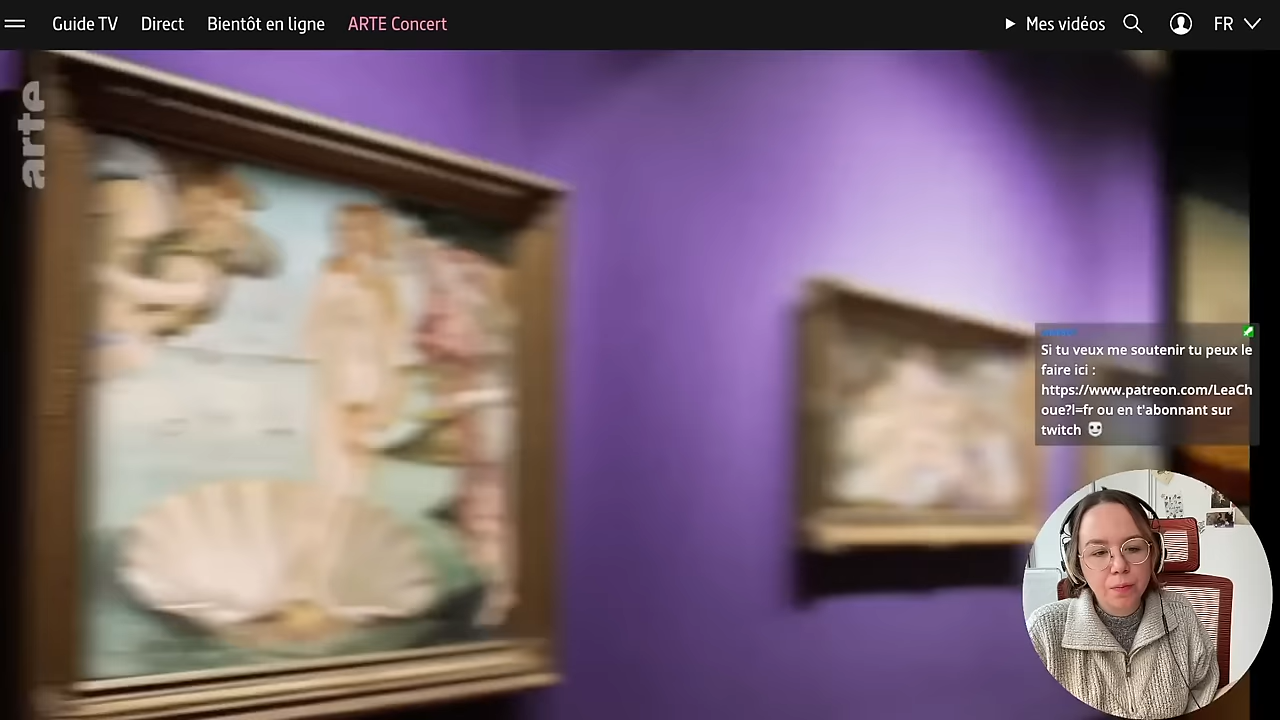 Guide TV
Direct
Bientôt en ligne
ARTE Concert
Mes vidéos
FR
arte
Si tu veux me soutenir tu peux le
faire ici :
https://www.patreon.com/LeaCh
oue?l=fr ou en t'abonnant sur
twitch